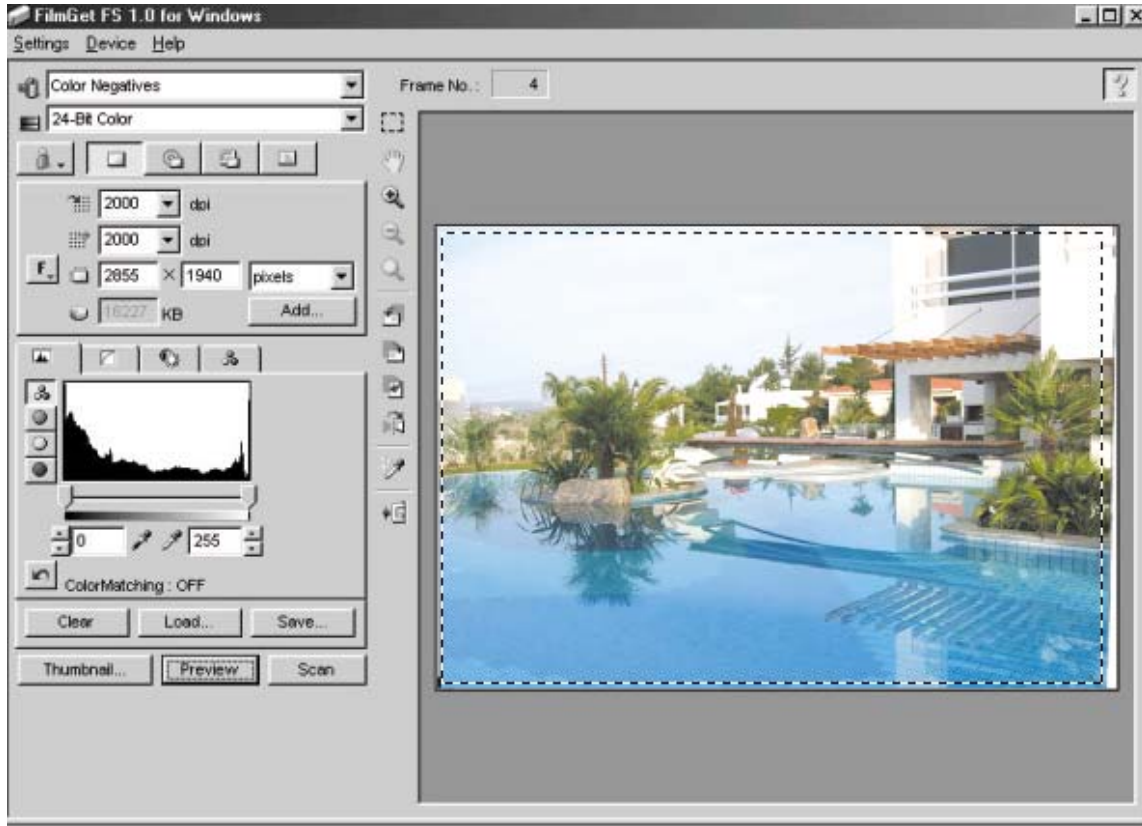 FilmGet FS 1.0 for Windows
Settings Device Help
Color Negatives
Frame No.: 4
24-Bit Color
2000 dpi
2000 dpi
F 2855 × 1940 pixels
16227 KB Add...
0 255
ColorMatching : OFF
Clear Load... Save...
Thumbnail... Preview Scan